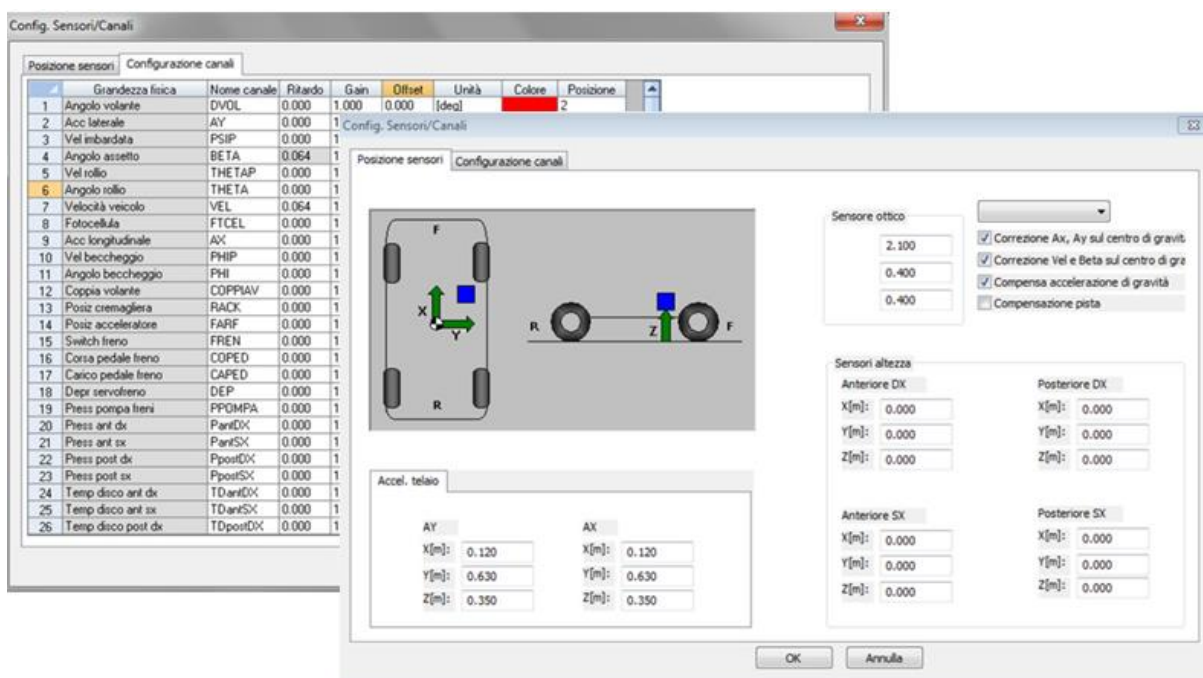 Config. Sensori/Canali
Posizione sensori Configurazione canali
Grandezza fisica Nome canale Ritardo Gain Offset Unità Colore Posizione
1 Angolo volante DVOL 0.000 1.000 0.000 [deg] 2
2 Acc laterale AY 0.000 1
3 Vel imbardata PSIP 0.000 1
4 Angolo assetto BETA 0.064 1
5 Vel rollio THETAP 0.000 1
6 Angolo rollio THETA 0.000 1
7 Velocità veicolo VEL 0.064 1
8 Fotocellula FTCEL 0.000 1
9 Acc longitudinale AX 0.000 1
10 Vel beccheggio PHIP 0.000 1
11 Angolo beccheggio PHI 0.000 1
12 Coppia volante COPPIAV 0.000 1
13 Posiz cremagliera RACK 0.000 1
14 Posiz acceleratore FARF 0.000 1
15 Switch freno FREN 0.000 1
16 Corsa pedale freno COPED 0.000 1
17 Carico pedale freno CAPED 0.000 1
18 Depr servofreno DEP 0.000 1
19 Press pompa freni PPOMPA 0.000 1
20 Press ant dx PantDX 0.000 1
21 Press ant sx PantSX 0.000 1
22 Press post dx PpostDX 0.000 1
23 Press post sx PpostSX 0.000 1
24 Temp disco ant dx TDantDX 0.000 1
25 Temp disco ant sx TDantSX 0.000 1
26 Temp disco post dx TDpostDX 0.000 1
Config. Sensori/Canali
Posizione sensori Configurazione canali
F
X
Y
R
R Z F
Sensore ottico
2.100
0.400
0.400
Correzione Ax, Ay sul centro di gravit
Correzione Vel e Beta sul centro di gra
Compensa accelerazione di gravità
Compensazione pista
Accel. telaio
AY AX
X[m]: 0.120 X[m]: 0.120
Y[m]: 0.630 Y[m]: 0.630
Z[m]: 0.350 Z[m]: 0.350
Sensori altezza
Anteriore DX Posteriore DX
X[m]: 0.000 X[m]: 0.000
Y[m]: 0.000 Y[m]: 0.000
Z[m]: 0.000 Z[m]: 0.000
Anteriore SX Posteriore SX
X[m]: 0.000 X[m]: 0.000
Y[m]: 0.000 Y[m]: 0.000
Z[m]: 0.000 Z[m]: 0.000
OK Annulla